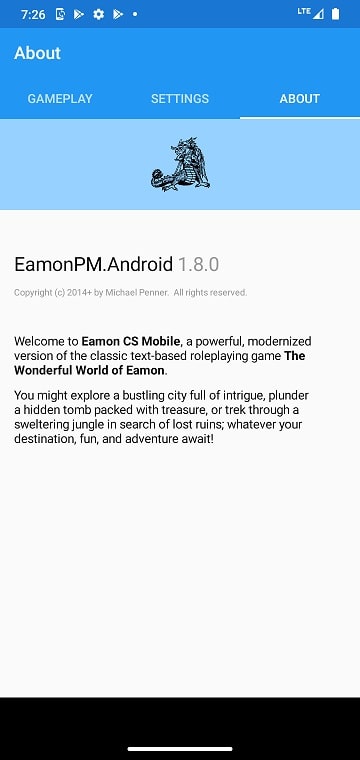 7:26
LTE
About
GAMEPLAY SETTINGS ABOUT
EamonPM.Android 1.8.0
Copyright (c) 2014+ by Michael Penner. All rights reserved.
Welcome to Eamon CS Mobile, a powerful, modernized
version of the classic text-based roleplaying game The
Wonderful World of Eamon.
You might explore a bustling city full of intrigue, plunder
a hidden tomb packed with treasure, or trek through a
sweltering jungle in search of lost ruins; whatever your
destination, fun, and adventure await!